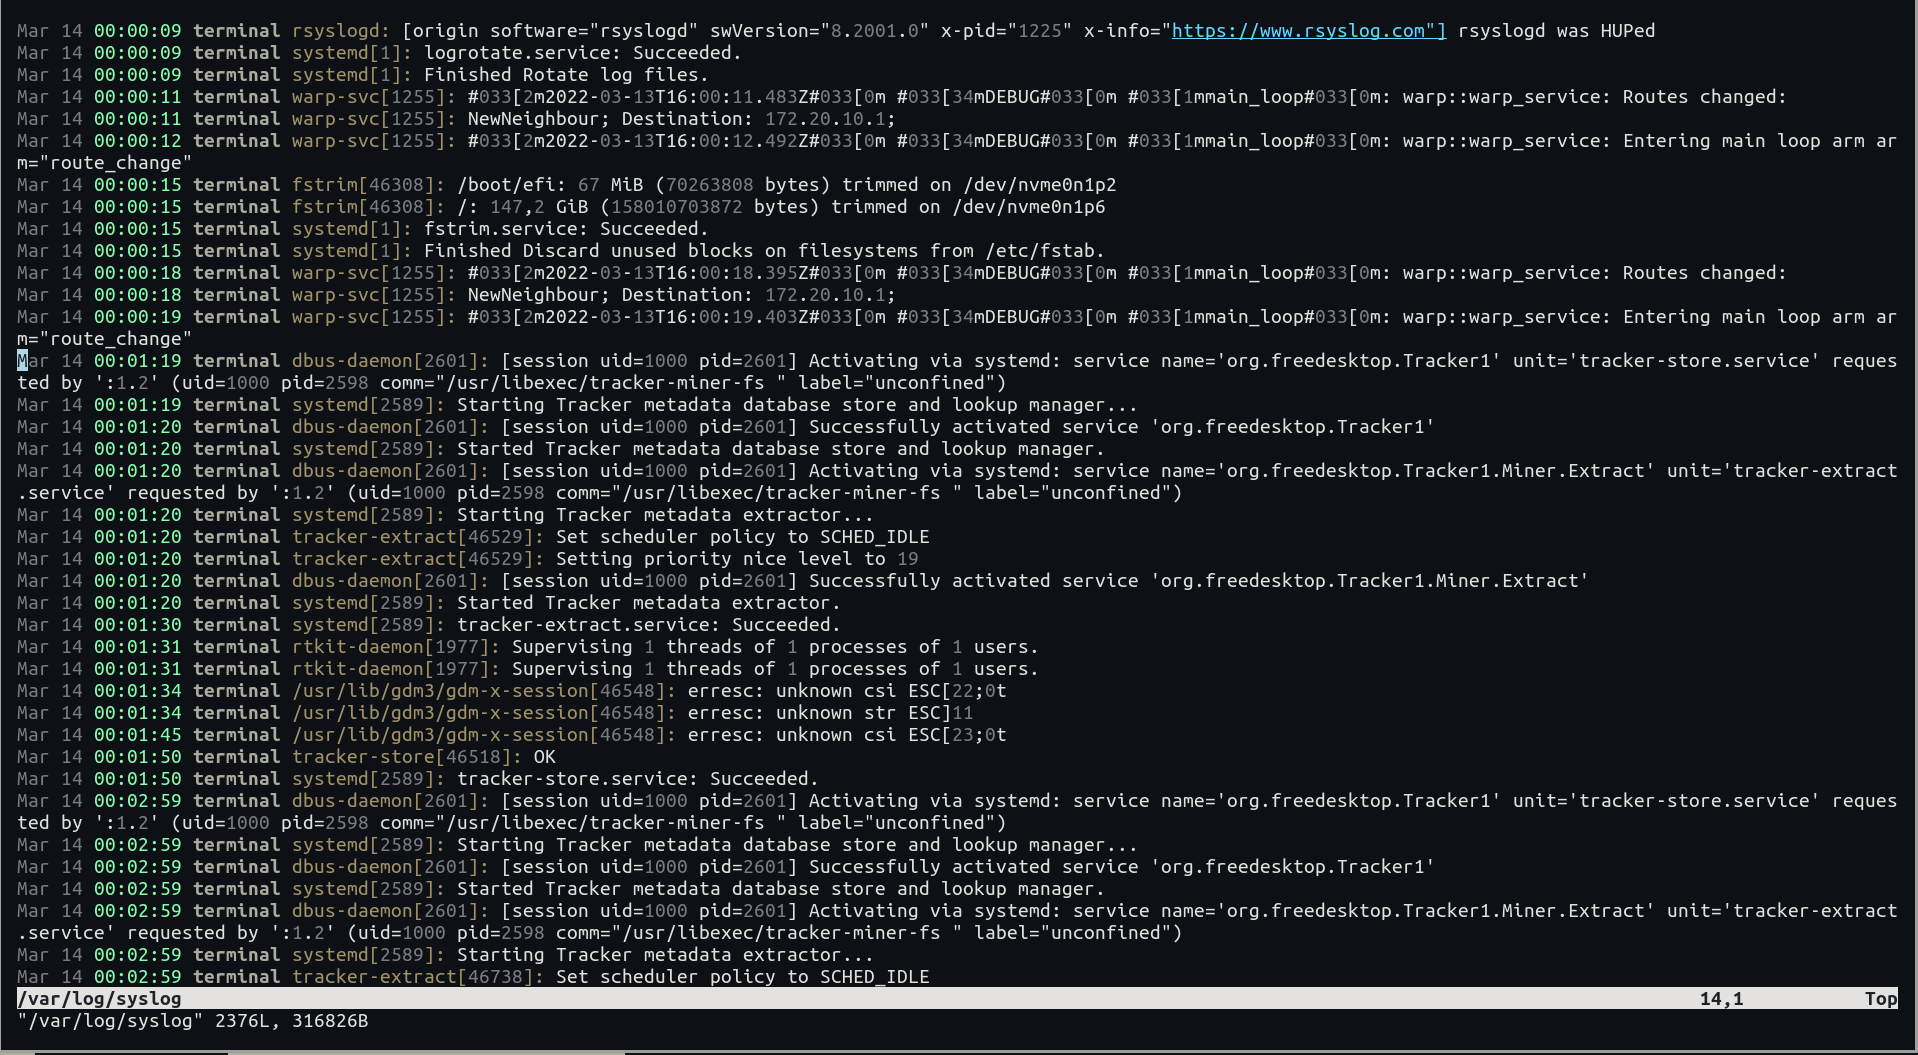 Mar 14 00:00:09 terminal rsyslogd: [origin software="rsyslogd" swVersion="8.2001.0" x-pid="1225" x-info="https://www.rsyslog.com"] rsyslogd was HUPed
Mar 14 00:00:09 terminal systemd[1]: logrotate.service: Succeeded.
Mar 14 00:00:09 terminal systemd[1]: Finished Rotate log files.
Mar 14 00:00:11 terminal warp-svc[1255]: #033[2m2022-03-13T16:00:11.483Z#033[0m #033[34mDEBUG#033[0m #033[1mmain_loop#033[0m: warp::warp_service: Routes changed:
Mar 14 00:00:11 terminal warp-svc[1255]: NewNeighbour; Destination: 172.20.10.1;
Mar 14 00:00:12 terminal warp-svc[1255]: #033[2m2022-03-13T16:00:12.492Z#033[0m #033[34mDEBUG#033[0m #033[1mmain_loop#033[0m: warp::warp_service: Entering main loop arm ar
m="route_change"
Mar 14 00:00:15 terminal fstrim[46308]: /boot/efi: 67 MiB (70263808 bytes) trimmed on /dev/nvme0n1p2
Mar 14 00:00:15 terminal fstrim[46308]: /: 147,2 GiB (158010703872 bytes) trimmed on /dev/nvme0n1p6
Mar 14 00:00:15 terminal systemd[1]: fstrim.service: Succeeded.
Mar 14 00:00:15 terminal systemd[1]: Finished Discard unused blocks on filesystems from /etc/fstab.
Mar 14 00:00:18 terminal warp-svc[1255]: #033[2m2022-03-13T16:00:18.395Z#033[0m #033[34mDEBUG#033[0m #033[1mmain_loop#033[0m: warp::warp_service: Routes changed:
Mar 14 00:00:18 terminal warp-svc[1255]: NewNeighbour; Destination: 172.20.10.1;
Mar 14 00:00:19 terminal warp-svc[1255]: #033[2m2022-03-13T16:00:19.403Z#033[0m #033[34mDEBUG#033[0m #033[1mmain_loop#033[0m: warp::warp_service: Entering main loop arm ar
m="route_change"
Mar 14 00:01:19 terminal dbus-daemon[2601]: [session uid=1000 pid=2601] Activating via systemd: service name='org.freedesktop.Tracker1' unit='tracker-store.service' reques
ted by ':1.2' (uid=1000 pid=2598 comm="/usr/libexec/tracker-miner-fs " label="unconfined")
Mar 14 00:01:19 terminal systemd[2589]: Starting Tracker metadata database store and lookup manager...
Mar 14 00:01:20 terminal dbus-daemon[2601]: [session uid=1000 pid=2601] Successfully activated service 'org.freedesktop.Tracker1'
Mar 14 00:01:20 terminal systemd[2589]: Started Tracker metadata database store and lookup manager.
Mar 14 00:01:20 terminal dbus-daemon[2601]: [session uid=1000 pid=2601] Activating via systemd: service name='org.freedesktop.Tracker1.Miner.Extract' unit='tracker-extract
.service' requested by ':1.2' (uid=1000 pid=2598 comm="/usr/libexec/tracker-miner-fs " label="unconfined")
Mar 14 00:01:20 terminal systemd[2589]: Starting Tracker metadata extractor...
Mar 14 00:01:20 terminal tracker-extract[46529]: Set scheduler policy to SCHED_IDLE
Mar 14 00:01:20 terminal tracker-extract[46529]: Setting priority nice level to 19
Mar 14 00:01:20 terminal dbus-daemon[2601]: [session uid=1000 pid=2601] Successfully activated service 'org.freedesktop.Tracker1.Miner.Extract'
Mar 14 00:01:20 terminal systemd[2589]: Started Tracker metadata extractor.
Mar 14 00:01:30 terminal systemd[2589]: tracker-extract.service: Succeeded.
Mar 14 00:01:31 terminal rtkit-daemon[1977]: Supervising 1 threads of 1 processes of 1 users.
Mar 14 00:01:31 terminal rtkit-daemon[1977]: Supervising 1 threads of 1 processes of 1 users.
Mar 14 00:01:34 terminal /usr/lib/gdm3/gdm-x-session[46548]: erresc: unknown csi ESC[22;0t
Mar 14 00:01:34 terminal /usr/lib/gdm3/gdm-x-session[46548]: erresc: unknown str ESC]11
Mar 14 00:01:45 terminal /usr/lib/gdm3/gdm-x-session[46548]: erresc: unknown csi ESC[23;0t
Mar 14 00:01:50 terminal tracker-store[46518]: OK
Mar 14 00:01:50 terminal systemd[2589]: tracker-store.service: Succeeded.
Mar 14 00:02:59 terminal dbus-daemon[2601]: [session uid=1000 pid=2601] Activating via systemd: service name='org.freedesktop.Tracker1' unit='tracker-store.service' reques
ted by ':1.2' (uid=1000 pid=2598 comm="/usr/libexec/tracker-miner-fs " label="unconfined")
Mar 14 00:02:59 terminal systemd[2589]: Starting Tracker metadata database store and lookup manager...
Mar 14 00:02:59 terminal dbus-daemon[2601]: [session uid=1000 pid=2601] Successfully activated service 'org.freedesktop.Tracker1'
Mar 14 00:02:59 terminal systemd[2589]: Started Tracker metadata database store and lookup manager.
Mar 14 00:02:59 terminal dbus-daemon[2601]: [session uid=1000 pid=2601] Activating via systemd: service name='org.freedesktop.Tracker1.Miner.Extract' unit='tracker-extract
.service' requested by ':1.2' (uid=1000 pid=2598 comm="/usr/libexec/tracker-miner-fs " label="unconfined")
Mar 14 00:02:59 terminal systemd[2589]: Starting Tracker metadata extractor...
Mar 14 00:02:59 terminal tracker-extract[46738]: Set scheduler policy to SCHED_IDLE
/var/log/syslog 14,1 Top
"/var/log/syslog" 2376L, 316826B